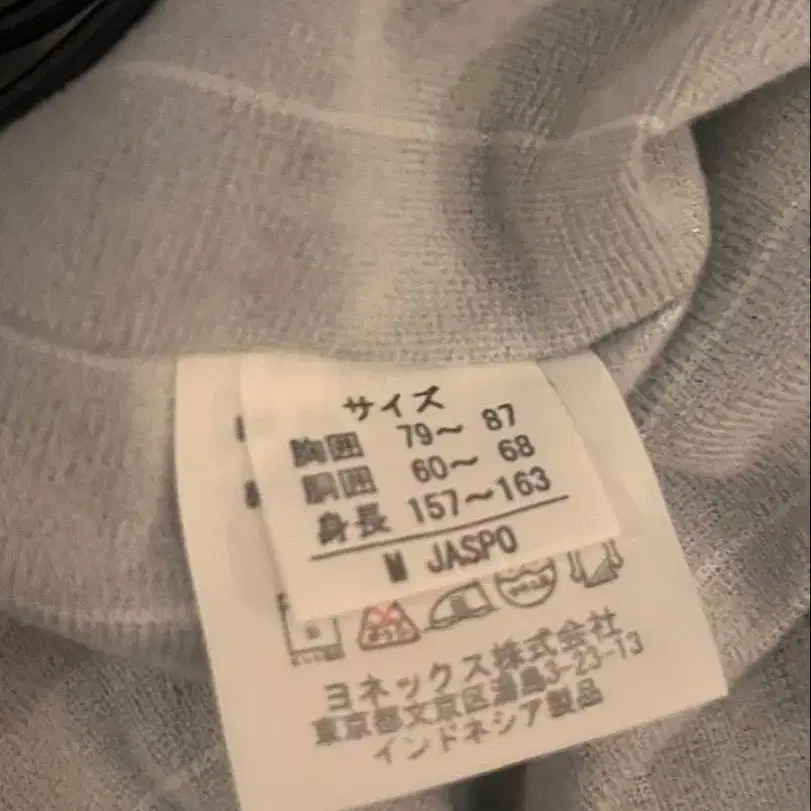 サイズ
胸囲 79～ 87
胴囲 60～ 68
身長 157～163
M JASPO
ヨネックス株式会社
東京都文京区湯島3-23-13
インドネシア製品